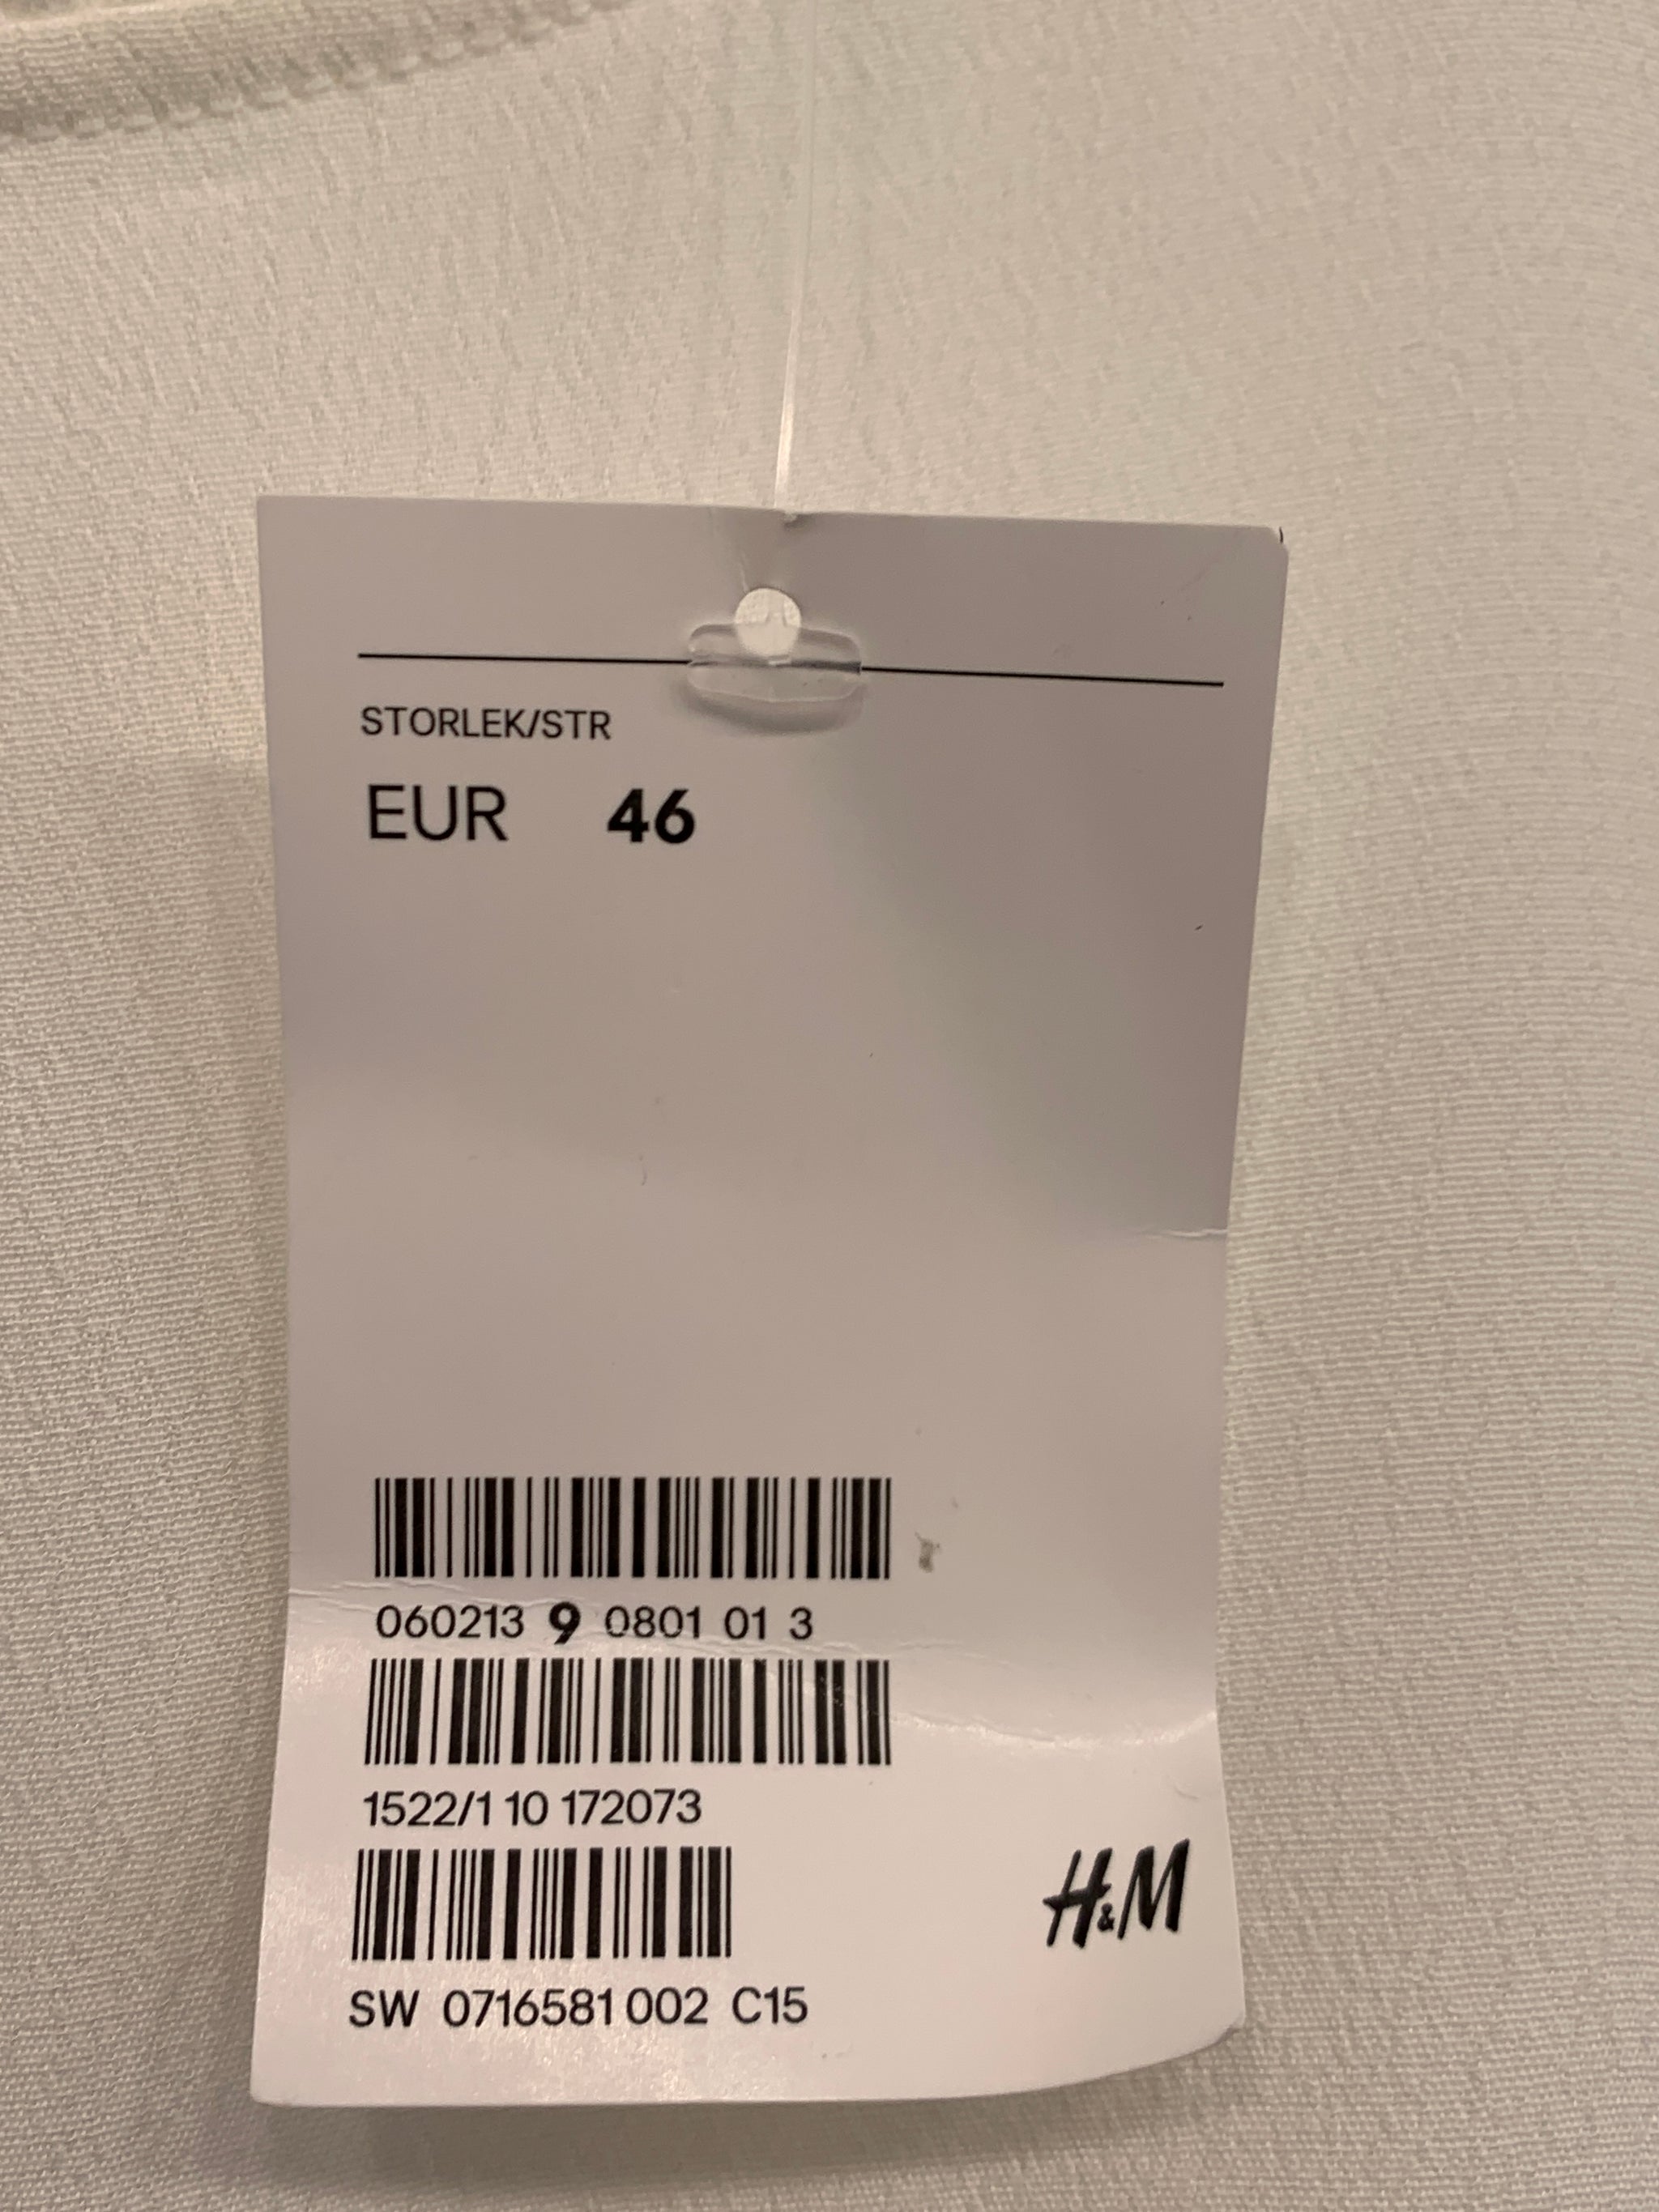 STORLEK/STR
EUR 46
060213 9 0801 01 3
1522/1 10 172073
H&M
SW 0716581 002 C15